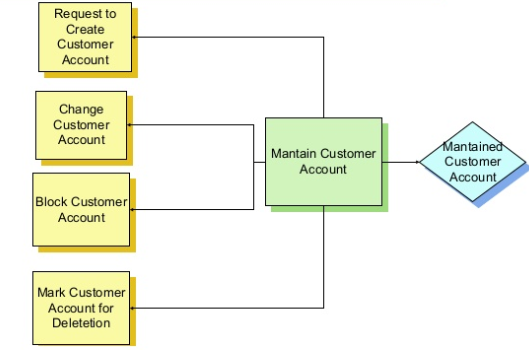 Request to
Create
Customer
Account
Change
Customer
Account
Block Customer
Account
Mark Customer
Account for
Deletetion
Mantain Customer
Account
Mantained
Customer
Account